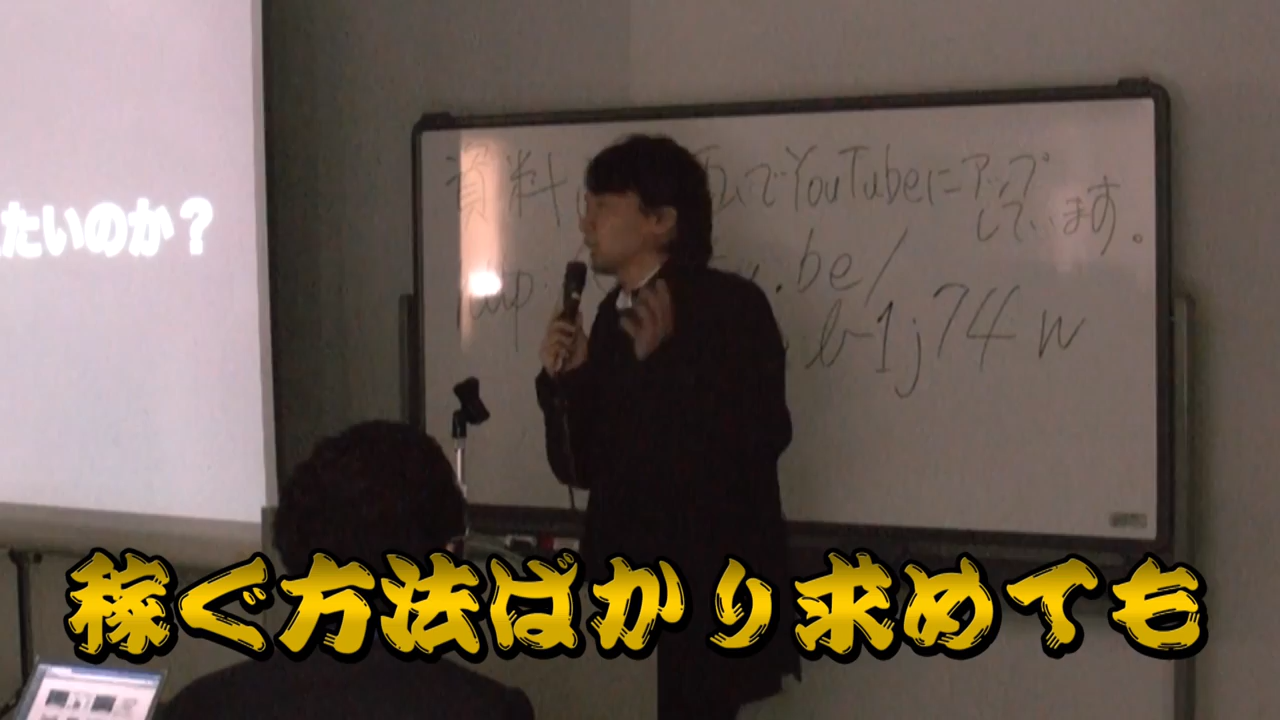 たいのか？
資料 でYouTubeにアップ
しています。
.be/
b1j74w
稼ぐ方法ばかり求めても